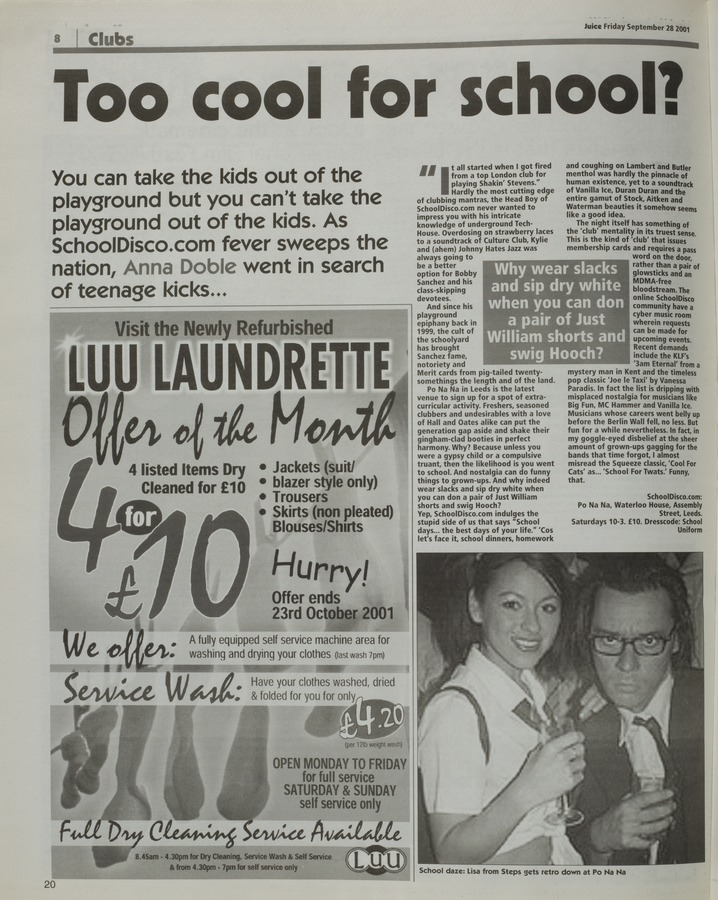 8 | Clubs
Juice Friday September 28 2001
Too cool for school?
You can take the kids out of the
playground but you can't take the
playground out of the kids. As
SchoolDisco.com fever sweeps the
nation, Anna Doble went in search
of teenage kicks...
"It all started when I got fired
from a top London club for
playing Shakin' Stevens."
Hardly the most cutting edge
of clubbing mantras, the Head Boy of
SchoolDisco.com never wanted to
impress you with his intricate
knowledge of underground Tech-
House. Overdosing on strawberry laces
to a soundtrack of Culture Club, Kylie
and (ahem) Johnny Hates Jazz was
always going to
be a better
option for Bobby
Sanchez and his
class-skipping
devotees.
And since his
playground
epiphany back in
1999, the cult of
the schoolyard
has brought
Sanchez fame,
notoriety and
Merit cards from pig-tailed twenty-
somethings the length and of the land.
Po Na Na in Leeds is the latest
venue to sign up for a spot of extra-
curricular activity. Freshers, seasoned
clubbers and undesirables with a love
of Hall and Oates alike can put the
generation gap aside and shake their
gingham-clad booties in perfect
harmony. Why? Because unless you
were a gypsy child or a compulsive
truant, then the likelihood is you went
to school. And nostalgia can do funny
things to grown-ups. And why indeed
wear slacks and sip dry white when
you can don a pair of Just William
shorts and swig Hooch?
Yep, SchoolDisco.com indulges the
stupid side of us that says "School
days... the best days of your life." 'Cos
let's face it, school dinners, homework
Why wear slacks
and sip dry white
when you can don
a pair of Just
William shorts and
swig Hooch?
and coughing on Lambert and Butler
menthol was hardly the pinnacle of
human existence, yet to a soundtrack
of Vanilla Ice, Duran Duran and the
entire gamut of Stock, Aitken and
Waterman beauties it somehow seems
like a good idea.
The night itself has something of
the 'club' mentality in its truest sense.
This is the kind of 'club' that issues
membership cards and requires a pass
word on the door,
rather than a pair of
glowsticks and an
MDMA-free
bloodstream. The
online SchoolDisco
community have a
cyber music room
wherein requests
can be made for
upcoming events.
Recent demands
include the KLF's
'3am Eternal' from a
mystery man in Kent and the timeless
pop classic 'Joe le Taxi' by Vanessa
Paradis. In fact the list is dripping with
misplaced nostalgia for musicians like
Big Fun, MC Hammer and Vanilla Ice.
Musicians whose careers went belly up
before the Berlin Wall fell, no less. But
fun for a while nevertheless. In fact, in
my goggle-eyed disbelief at the sheer
amount of grown-ups gagging for the
bands that time forgot, I almost
misread the Squeeze classic, 'Cool For
Cats' as... 'School For Twats.' Funny,
that.
SchoolDisco.com:
Po Na Na, Waterloo House, Assembly
Street, Leeds.
Saturdays 10-3. £10. Dresscode: School
Uniform
School daze: Lisa from Steps gets retro down at Po Na Na
Visit the Newly Refurbished
LUU LAUNDRETTE
Offer of the Month
4 for £10
4 listed Items Dry
Cleaned for £10
• Jackets (suit/
• blazer style only)
• Trousers
• Skirts (non pleated)
Blouses/Shirts
Hurry!
Offer ends
23rd October 2001
We offer: A fully equipped self service machine area for
washing and drying your clothes (last wash 7pm)
Service Wash: Have your clothes washed, dried
& folded for you for only
£4.20
(per 12lb weight wash)
OPEN MONDAY TO FRIDAY
for full service
SATURDAY & SUNDAY
self service only
Full Dry Cleaning Service Available
8.45am - 4.30pm for Dry Cleaning, Service Wash & Self Service
& from 4.30pm - 7pm for self service only
LUU
20